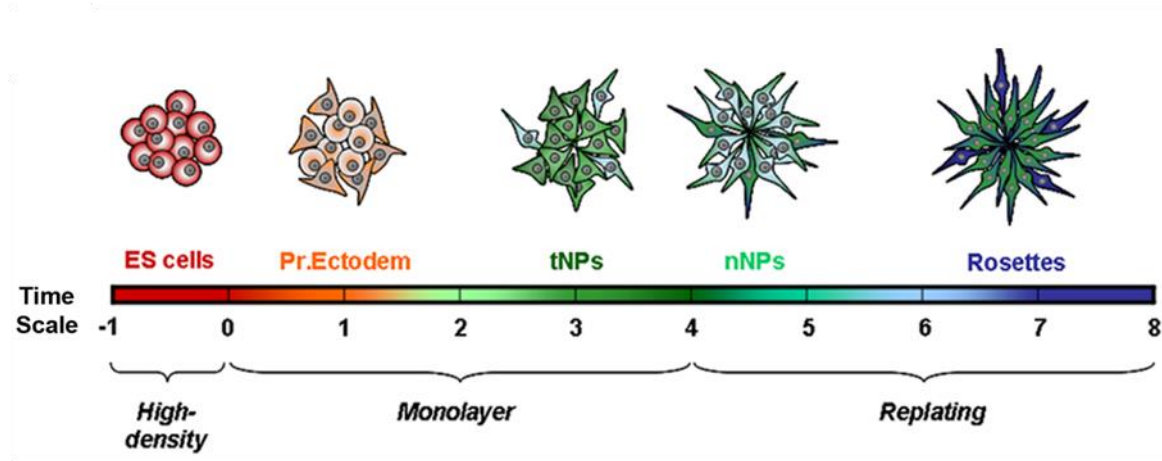 ES cells Pr.Ectodem tNPs nNPs Rosettes
Time
Scale
-1 0 1 2 3 4 5 6 7 8
High-
density
Monolayer Replating